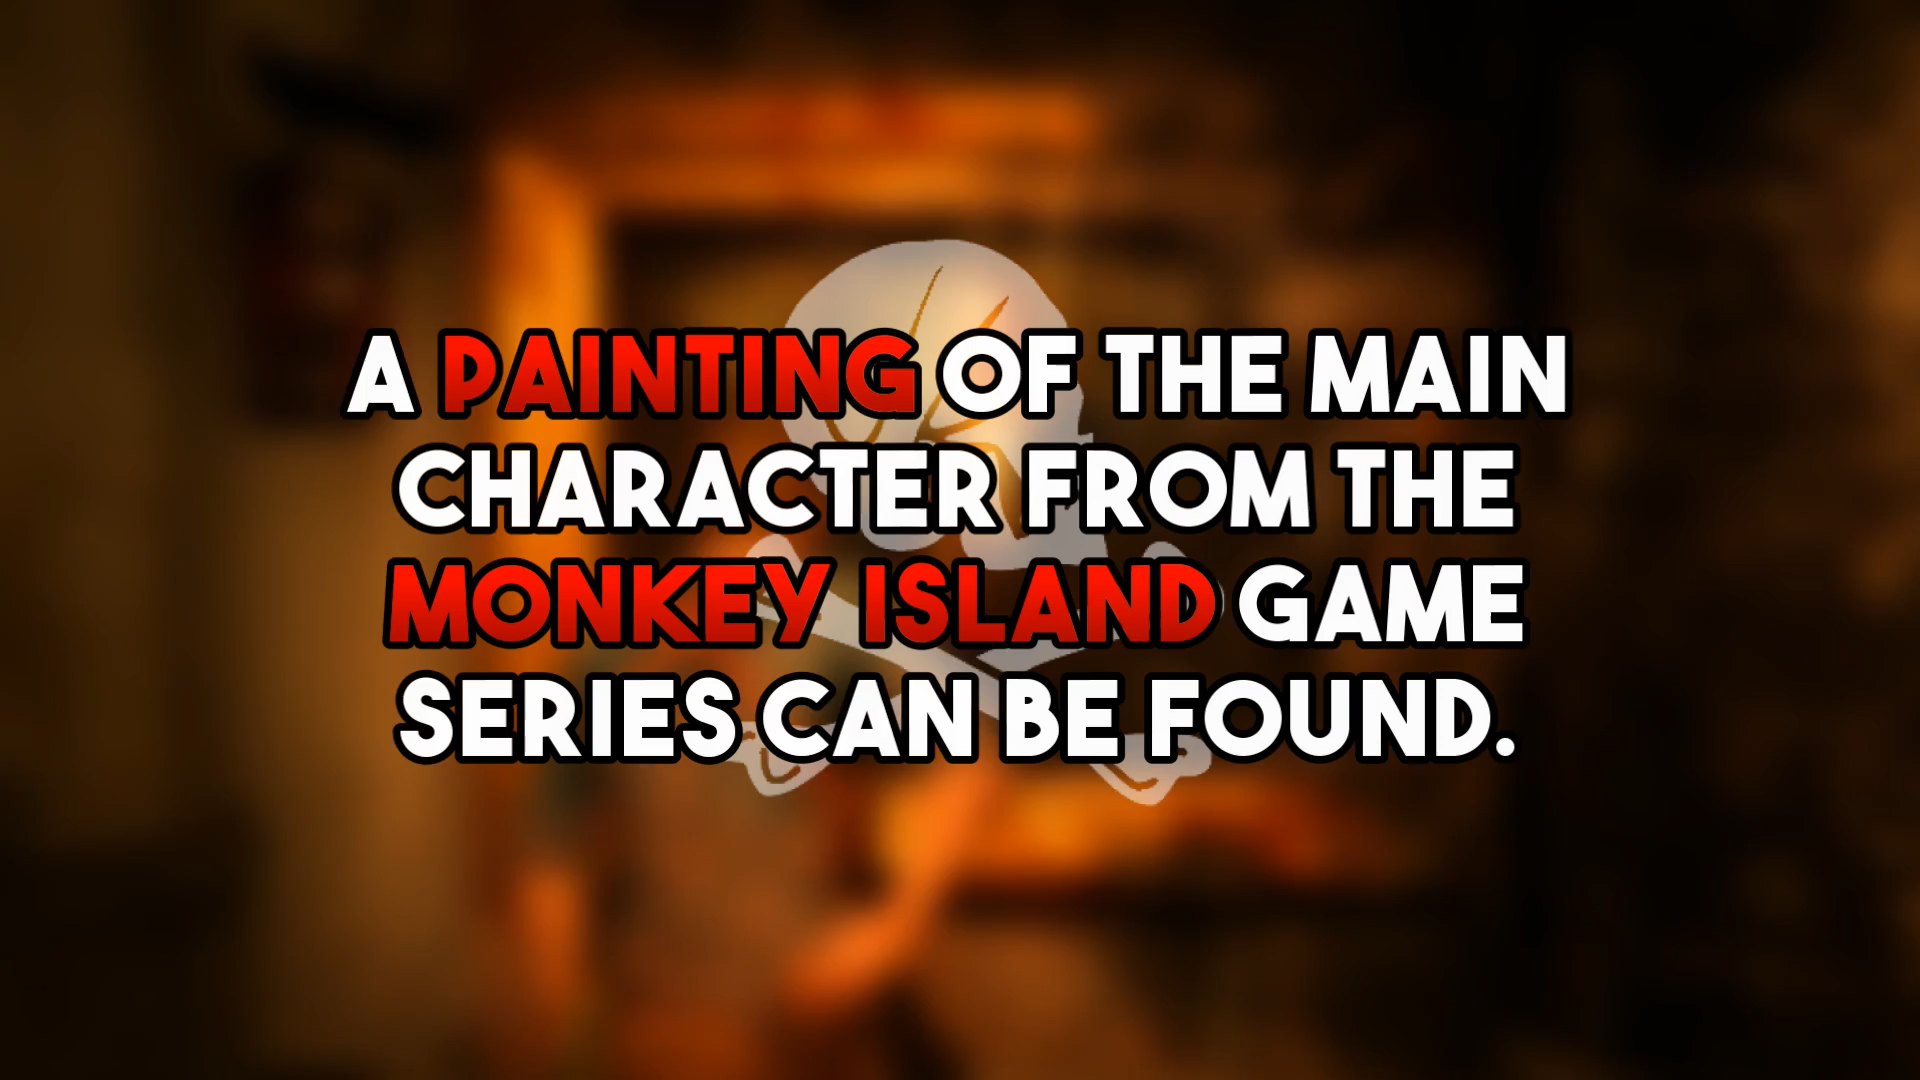 A PAINTING OF THE MAIN
CHARACTER FROM THE
MONKEY ISLAND GAME
SERIES CAN BE FOUND.